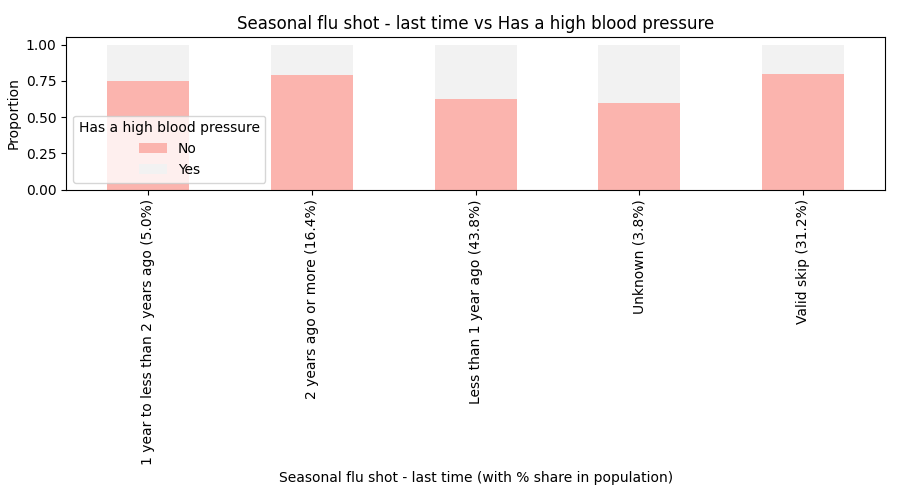 Seasonal flu shot - last time vs Has a high blood pressure
Proportion
1.00
0.75
0.50
0.25
0.00
Has a high blood pressure
No
Yes
1 year to less than 2 years ago (5.0%)
2 years ago or more (16.4%)
Less than 1 year ago (43.8%)
Unknown (3.8%)
Valid skip (31.2%)
Seasonal flu shot - last time (with % share in population)